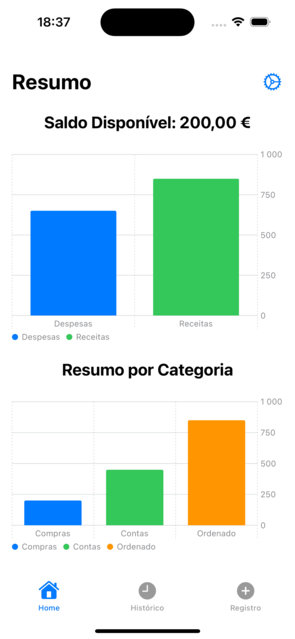 18:37
Resumo
Saldo Disponível: 200,00 €
1 000
750
500
250
0
Despesas Receitas
Despesas Receitas
Resumo por Categoria
1 000
750
500
250
0
Compras Contas Ordenado
Compras Contas Ordenado
Home Histórico Registro